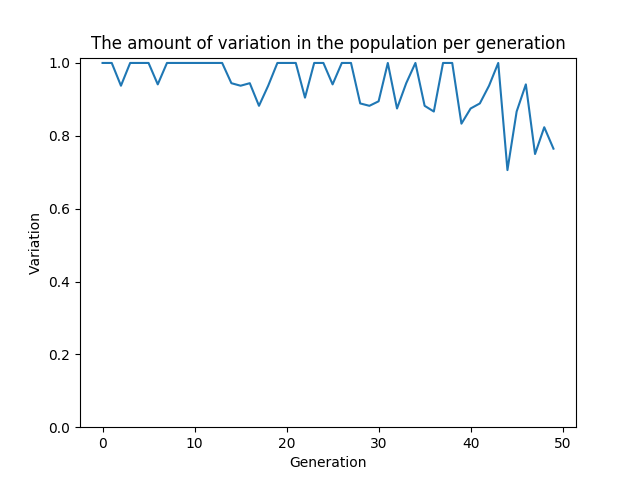 The amount of variation in the population per generation
1.0
0.8
0.6
0.4
0.2
0.0
Variation
0 10 20 30 40 50
Generation